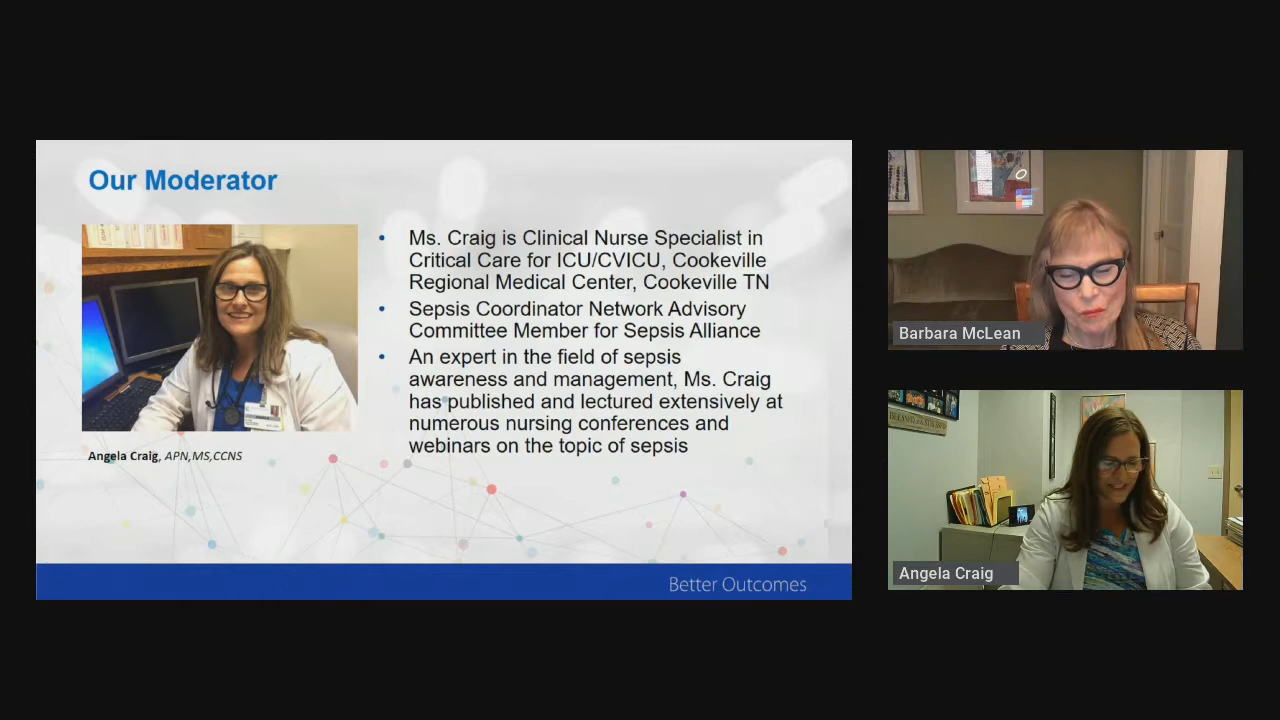 Our Moderator
• Ms. Craig is Clinical Nurse Specialist in
Critical Care for ICU/CVICU, Cookeville
Regional Medical Center, Cookeville TN
• Sepsis Coordinator Network Advisory
Committee Member for Sepsis Alliance
• An expert in the field of sepsis
awareness and management, Ms. Craig
has published and lectured extensively at
numerous nursing conferences and
webinars on the topic of sepsis
Angela Craig, APN,MS,CCNS
Better Outcomes
Barbara McLean
Angela Craig